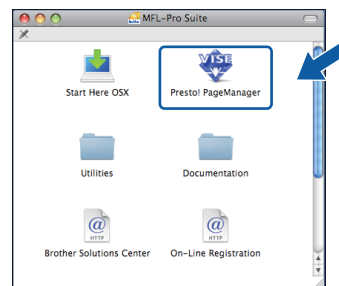 MFL-Pro Suite
VISE
Start Here OSX
Presto! PageManager
Utilities
Documentation
@
HTTP
@
HTTP
Brother Solutions Center
On-Line Registration